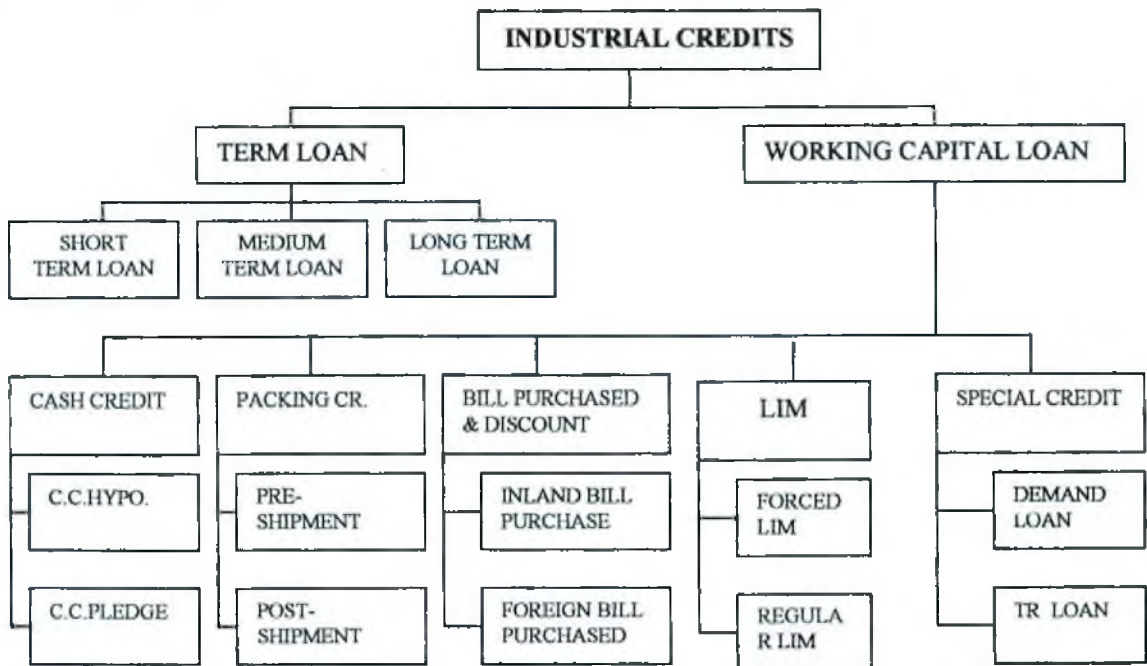 INDUSTRIAL CREDITS
TERM LOAN
WORKING CAPITAL LOAN
SHORT
TERM LOAN
MEDIUM
TERM LOAN
LONG TERM
LOAN
CASH CREDIT
PACKING CR.
BILL PURCHASED
& DISCOUNT
LIM
SPECIAL CREDIT
C.C.HYPO.
PRE-
SHIPMENT
INLAND BILL
PURCHASE
FORCED
LIM
DEMAND
LOAN
C.C.PLEDGE
POST-
SHIPMENT
FOREIGN BILL
PURCHASED
REGULA
R LIM
TR LOAN